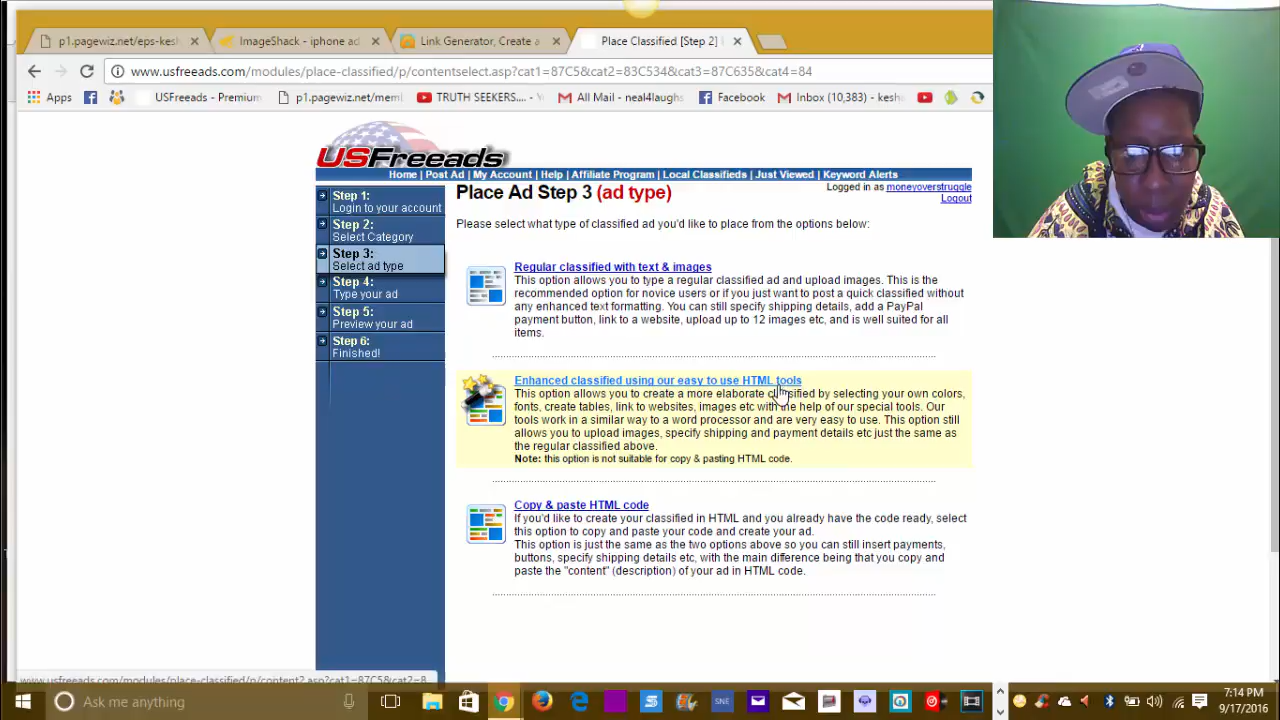 p1.pagewiz.net/eps-kesh
ImageShack - iphone ad
Link Generator, Create a
Place Classified [Step 2]
www.usfreeads.com/modules/place-classified/p/contentselect.asp?cat1=87C5&cat2=83C534&cat3=87C635&cat4=84
Apps
USFreeads - Premium
p1.pagewiz.net/meml
TRUTH SEEKERS.. - Y
All Mail - neal4laughs
Facebook
Inbox (10,383) - kesha
USFreeads
Home | Post Ad | My Account | Help | Affiliate Program | Local Classifieds | Just Viewed | Keyword Alerts
Step 1:
Login to your account
Step 2:
Select Category
Step 3:
Select ad type
Step 4:
Type your ad
Step 5:
Preview your ad
Step 6:
Finished!
Place Ad Step 3 (ad type)
Logged in as moneyoverstruggle
Logout
Please select what type of classified ad you'd like to place from the options below:
Regular classified with text & images
This option allows you to type a regular classified ad and upload images. This is the
recommended option for novice users or if you just want to post a quick classified without
any enhanced text formatting. You can still specify shipping details, add a PayPal
payment button, link to a website, upload up to 12 images etc, and is well suited for all
items.
Enhanced classified using our easy to use HTML tools
This option allows you to create a more elaborate classified by selecting your own colors,
fonts, create tables, link to websites, images etc with the help of our special tools. Our
tools work in a similar way to a word processor and are very easy to use. This option still
allows you to upload images, specify shipping and payment details etc just the same as
the regular classified above.
Note: this option is not suitable for copy & pasting HTML code.
Copy & paste HTML code
If you'd like to create your classified in HTML and you already have the code ready, select
this option to copy and paste your code and create your ad.
This option is just the same as the two options above so you can still insert payments,
buttons, specify shipping details etc, with the main difference being that you copy and
paste the "content" (description) of your ad in HTML code.
www.usfreeads.com/modules/place-classified/p/content2.asp?cat1=87C5&cat2=8
Ask me anything
SNE
7:14 PM
9/17/2016